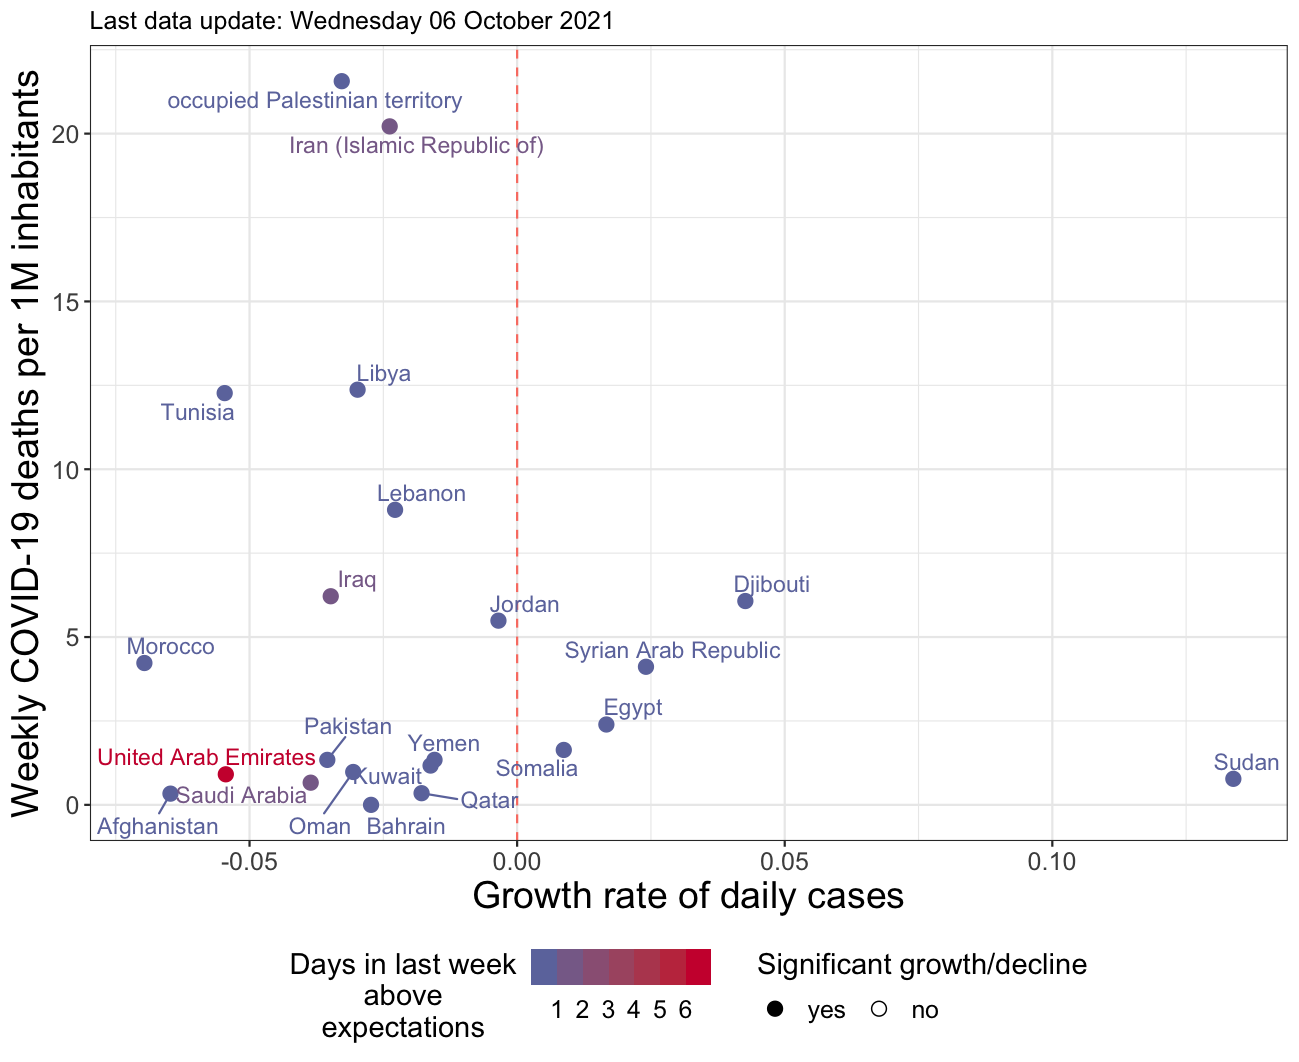 Last data update: Wednesday 06 October 2021
Weekly COVID-19 deaths per 1M inhabitants
20
15
10
5
0
occupied Palestinian territory
Iran (Islamic Republic of)
Libya
Tunisia
Lebanon
Iraq
Djibouti
Jordan
Morocco
Syrian Arab Republic
Egypt
Pakistan
Yemen
United Arab Emirates
Somalia
Sudan
Kuwait
Saudi Arabia
Qatar
Afghanistan
Oman
Bahrain
-0.05 0.00 0.05 0.10
Growth rate of daily cases
Days in last week
above
expectations
1 2 3 4 5 6
Significant growth/decline
yes no